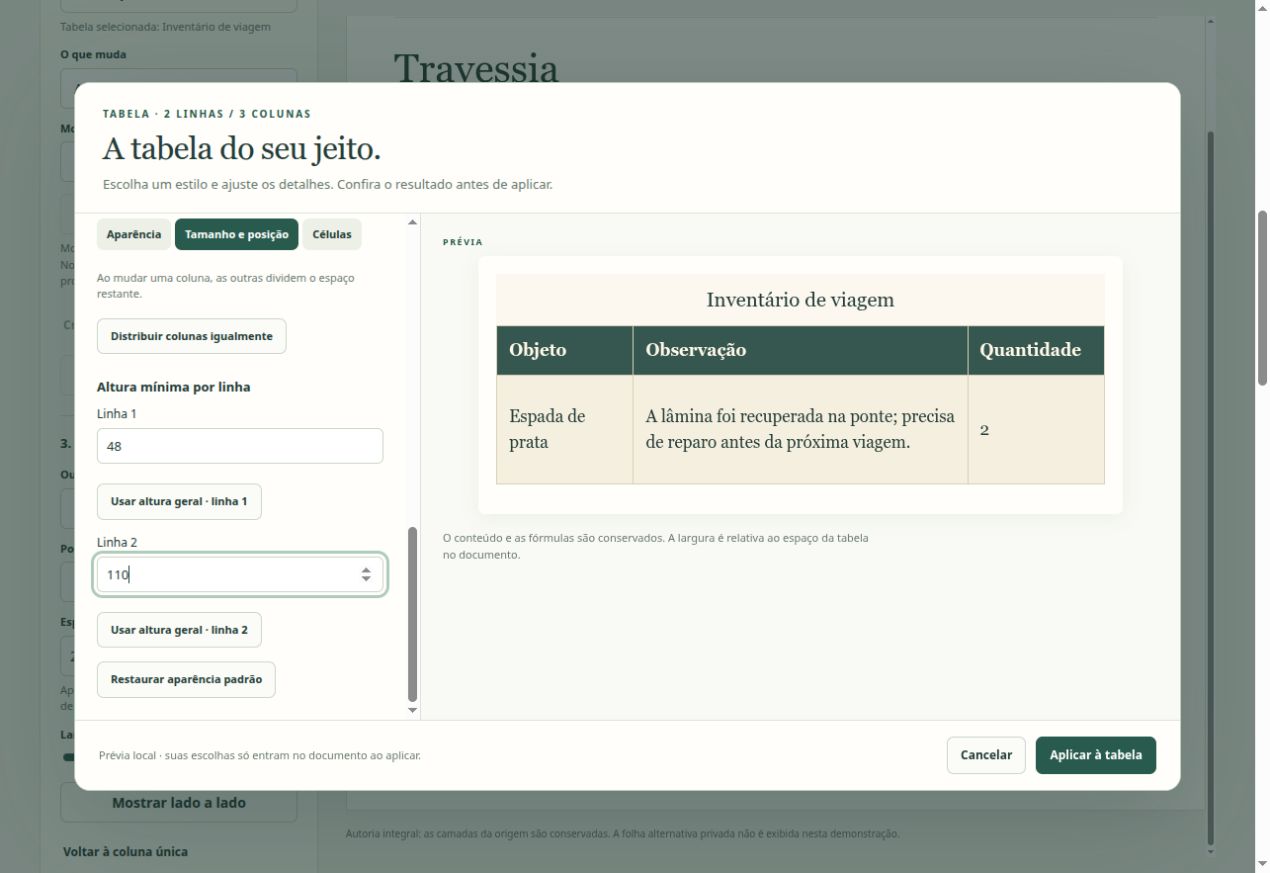 Tabela selecionada: Inventário de viagem
O que muda
Travessia
TABELA · 2 LINHAS / 3 COLUNAS
A tabela do seu jeito.
Escolha um estilo e ajuste os detalhes. Confira o resultado antes de aplicar.
Aparência
Tamanho e posição
Células
Ao mudar uma coluna, as outras dividem o espaço
restante.
Distribuir colunas igualmente
Altura mínima por linha
Linha 1
48
Usar altura geral · linha 1
Linha 2
110
Usar altura geral · linha 2
Restaurar aparência padrão
PRÉVIA
Inventário de viagem
Objeto Observação Quantidade
Espada de
prata
A lâmina foi recuperada na ponte; precisa
de reparo antes da próxima viagem.
2
O conteúdo e as fórmulas são conservados. A largura é relativa ao espaço da tabela
no documento.
Prévia local · suas escolhas só entram no documento ao aplicar.
Cancelar
Aplicar à tabela
3.
Mostrar lado a lado
Voltar à coluna única
Autoria integral: as camadas da origem são conservadas. A folha alternativa privada não é exibida nesta demonstração.